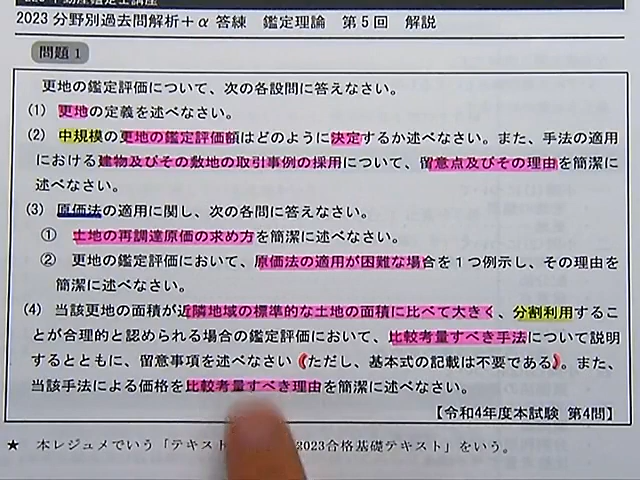 2023 分野別過去問解析+α 答練 鑑定理論 第5回 解説
問題1
更地の鑑定評価について、次の各設問に答えなさい。
(1) 更地の定義を述べなさい。
(2) 中規模の更地の鑑定評価額はどのように決定するか述べなさい。また、手法の適用
における建物及びその敷地の取引事例の採用について、留意点及びその理由を簡潔に
述べなさい。
(3) 原価法の適用に関し、次の各問に答えなさい。
① 土地の再調達原価の求め方を簡潔に述べなさい。
② 更地の鑑定評価において、原価法の適用が困難な場合を1つ例示し、その理由を
簡潔に述べなさい。
(4) 当該更地の面積が近隣地域の標準的な土地の面積に比べて大きく、分割利用するこ
とが合理的と認められる場合の鑑定評価において、比較考量すべき手法について説明
するとともに、留意事項を述べなさい(ただし、基本式の記載は不要である)。また、
当該手法による価格を比較考量すべき理由を簡潔に述べなさい。
【令和4年度本試験 第4問】
★ 本レジュメでいう「テキスト 2023合格基礎テキスト」をいう。